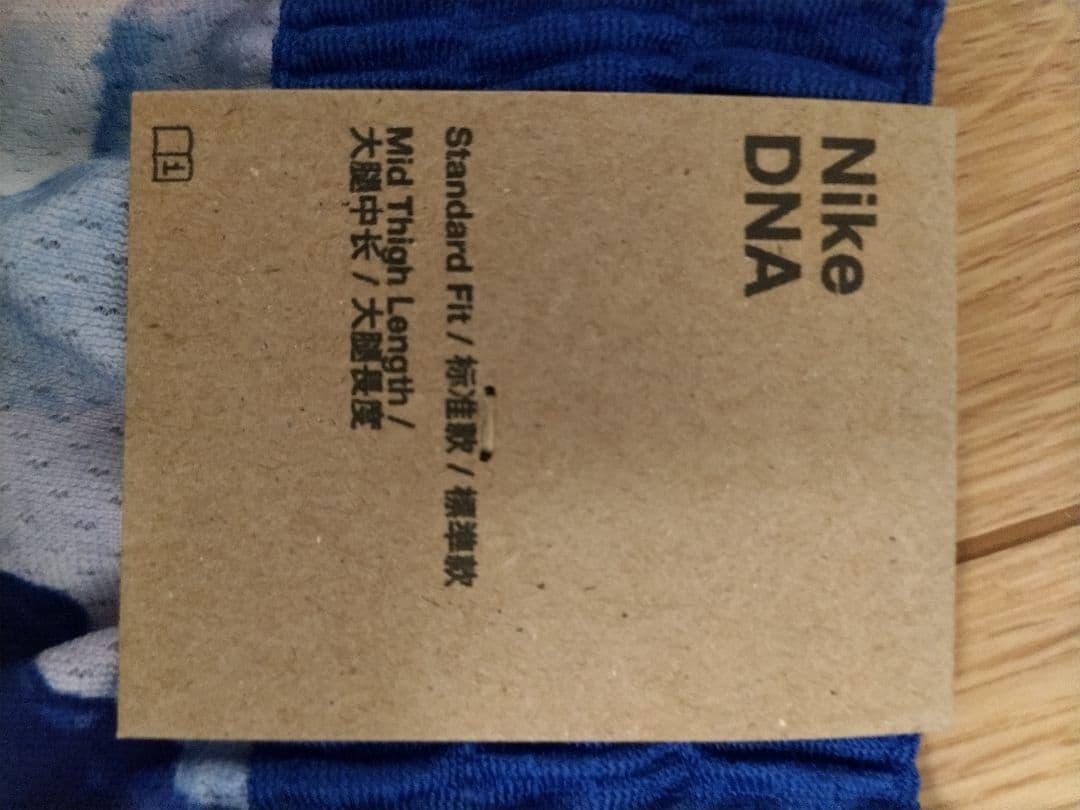 Nike
DNA
Standard Fit / 标准款 / 標準款
Mid Thigh Length /
大腿中长 / 大腿長度
1